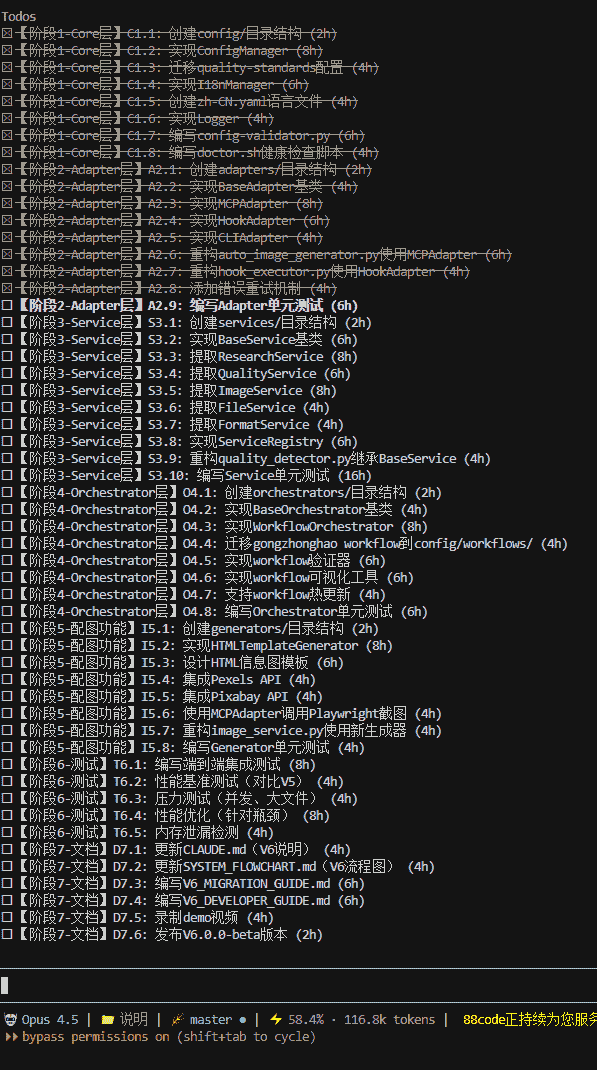 Todos
☒【阶段1-Core层】C1.1: 创建config/目录结构 (2h)
☒【阶段1-Core层】C1.2: 实现ConfigManager (8h)
☒【阶段1-Core层】C1.3: 迁移quality-standards配置 (4h)
☒【阶段1-Core层】C1.4: 实现I18nManager (6h)
☒【阶段1-Core层】C1.5: 创建zh-CN.yaml语言文件 (4h)
☒【阶段1-Core层】C1.6: 实现Logger (4h)
☒【阶段1-Core层】C1.7: 编写config-validator.py (6h)
☒【阶段1-Core层】C1.8: 编写doctor.sh健康检查脚本 (4h)
☒【阶段2-Adapter层】A2.1: 创建adapters/目录结构 (2h)
☒【阶段2-Adapter层】A2.2: 实现BaseAdapter基类 (4h)
☒【阶段2-Adapter层】A2.3: 实现MCPAdapter (8h)
☒【阶段2-Adapter层】A2.4: 实现HookAdapter (6h)
☒【阶段2-Adapter层】A2.5: 实现CLIAdapter (4h)
☒【阶段2-Adapter层】A2.6: 重构auto_image_generator.py使用MCPAdapter (6h)
☒【阶段2-Adapter层】A2.7: 重构hook_executor.py使用HookAdapter (4h)
☒【阶段2-Adapter层】A2.8: 添加错误重试机制 (4h)
☐【阶段2-Adapter层】A2.9: 编写Adapter单元测试 (6h)
☐【阶段3-Service层】S3.1: 创建services/目录结构 (2h)
☐【阶段3-Service层】S3.2: 实现BaseService基类 (6h)
☐【阶段3-Service层】S3.3: 提取ResearchService (8h)
☐【阶段3-Service层】S3.4: 提取QualityService (6h)
☐【阶段3-Service层】S3.5: 提取ImageService (8h)
☐【阶段3-Service层】S3.6: 提取FileService (4h)
☐【阶段3-Service层】S3.7: 提取FormatService (4h)
☐【阶段3-Service层】S3.8: 实现ServiceRegistry (6h)
☐【阶段3-Service层】S3.9: 重构quality_detector.py继承BaseService (4h)
☐【阶段3-Service层】S3.10: 编写Service单元测试 (16h)
☐【阶段4-Orchestrator层】O4.1: 创建orchestrators/目录结构 (2h)
☐【阶段4-Orchestrator层】O4.2: 实现BaseOrchestrator基类 (4h)
☐【阶段4-Orchestrator层】O4.3: 实现WorkflowOrchestrator (8h)
☐【阶段4-Orchestrator层】O4.4: 迁移gongzhonghao workflow到config/workflows/ (4h)
☐【阶段4-Orchestrator层】O4.5: 实现workflow验证器 (6h)
☐【阶段4-Orchestrator层】O4.6: 实现workflow可视化工具 (6h)
☐【阶段4-Orchestrator层】O4.7: 支持workflow热更新 (4h)
☐【阶段4-Orchestrator层】O4.8: 编写Orchestrator单元测试 (6h)
☐【阶段5-配图功能】I5.1: 创建generators/目录结构 (2h)
☐【阶段5-配图功能】I5.2: 实现HTMLTemplateGenerator (8h)
☐【阶段5-配图功能】I5.3: 设计HTML信息图模板 (6h)
☐【阶段5-配图功能】I5.4: 集成Pexels API (4h)
☐【阶段5-配图功能】I5.5: 集成Pixabay API (4h)
☐【阶段5-配图功能】I5.6: 使用MCPAdapter调用Playwright截图 (4h)
☐【阶段5-配图功能】I5.7: 重构image_service.py使用新生成器 (4h)
☐【阶段5-配图功能】I5.8: 编写Generator单元测试 (4h)
☐【阶段6-测试】T6.1: 编写端到端集成测试 (8h)
☐【阶段6-测试】T6.2: 性能基准测试（对比V5） (4h)
☐【阶段6-测试】T6.3: 压力测试（并发、大文件） (4h)
☐【阶段6-测试】T6.4: 性能优化（针对瓶颈） (8h)
☐【阶段6-测试】T6.5: 内存泄漏检测 (4h)
☐【阶段7-文档】D7.1: 更新CLAUDE.md（V6说明） (4h)
☐【阶段7-文档】D7.2: 更新SYSTEM_FLOWCHART.md（V6流程图） (4h)
☐【阶段7-文档】D7.3: 编写V6_MIGRATION_GUIDE.md (6h)
☐【阶段7-文档】D7.4: 编写V6_DEVELOPER_GUIDE.md (6h)
☐【阶段7-文档】D7.5: 录制demo视频 (4h)
☐【阶段7-文档】D7.6: 发布V6.0.0-beta版本 (2h)
Opus 4.5 | 说明 | master ● | ⚡ 58.4% · 116.8k tokens | 88code正持续为您服务
bypass permissions on (shift+tab to cycle)